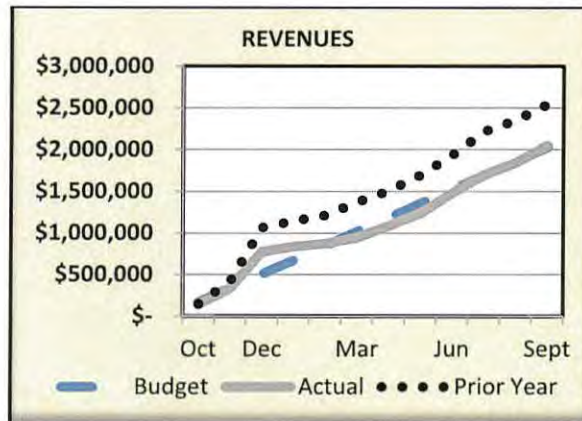 REVENUES
$3,000,000
$2,500,000
$2,000,000
$1,500,000
$1,000,000
$500,000
$-
Oct Dec Mar Jun Sept
Budget Actual Prior Year